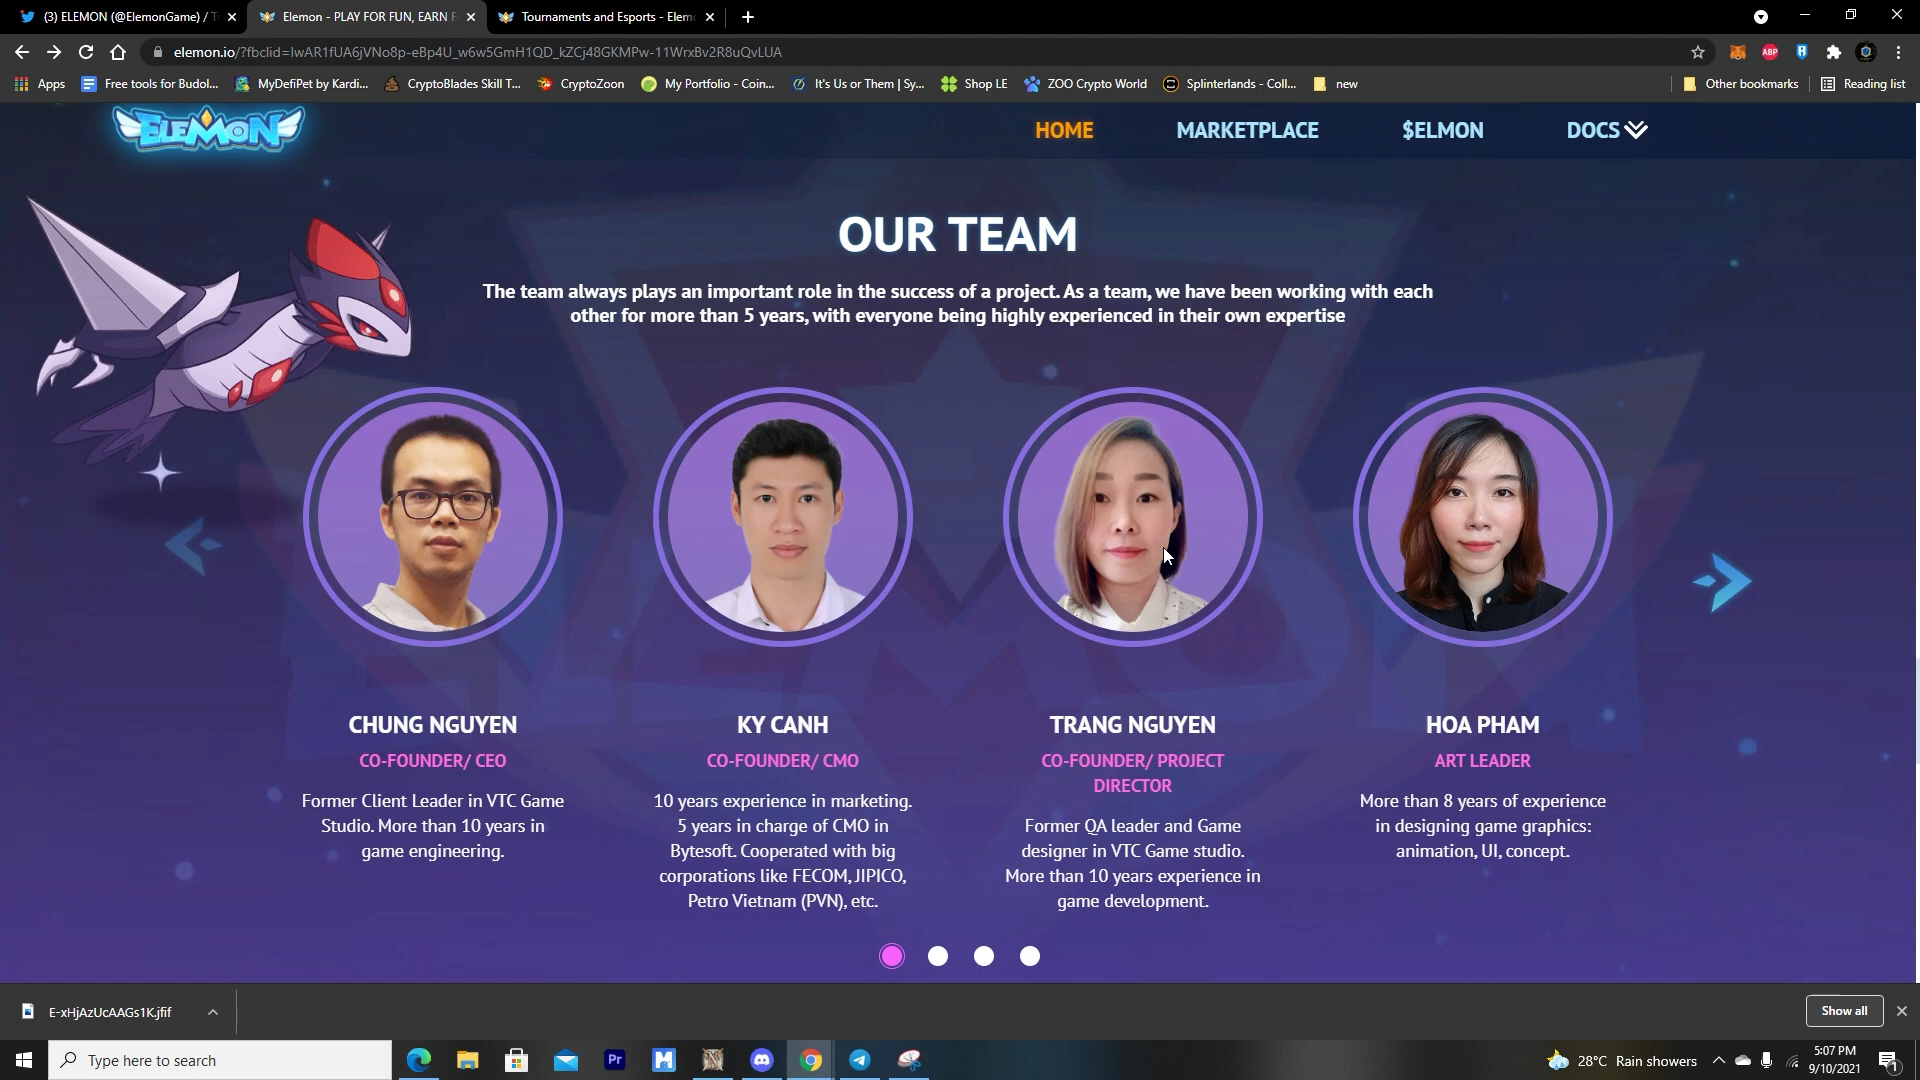 (3) ELEMON (@ElemonGame) /
Elemon - PLAY FOR FUN, EARN F
Tournaments and Esports - Elem
elemon.io/?fbclid=IwAR1fUA6jVNo8p-eBp4U_w6w5GmH1QD_kZCj48GKMPw-11WrxBv2R8uQvLUA
ABP
Apps
Free tools for Budol...
MyDefiPet by Kardi...
CryptoBlades Skill T...
CryptoZoon
My Portfolio - Coin...
It's Us or Them | Sy...
Shop LE
ZOO Crypto World
Splinterlands - Coll...
new
Other bookmarks
Reading list
ELEMON
HOME
MARKETPLACE
$ELMON
DOCS
OUR TEAM
The team always plays an important role in the success of a project. As a team, we have been working with each
other for more than 5 years, with everyone being highly experienced in their own expertise
CHUNG NGUYEN
CO-FOUNDER/ CEO
Former Client Leader in VTC Game
Studio. More than 10 years in
game engineering.
KY CANH
CO-FOUNDER/ CMO
10 years experience in marketing.
5 years in charge of CMO in
Bytesoft. Cooperated with big
corporations like FECOM, JIPICO,
Petro Vietnam (PVN), etc.
TRANG NGUYEN
CO-FOUNDER/ PROJECT
DIRECTOR
Former QA leader and Game
designer in VTC Game studio.
More than 10 years experience in
game development.
HOA PHAM
ART LEADER
More than 8 years of experience
in designing game graphics:
animation, UI, concept.
E-xHjAzUcAAGs1K.jfif
Show all
Type here to search
Pr
28°C Rain showers
5:07 PM
9/10/2021
1